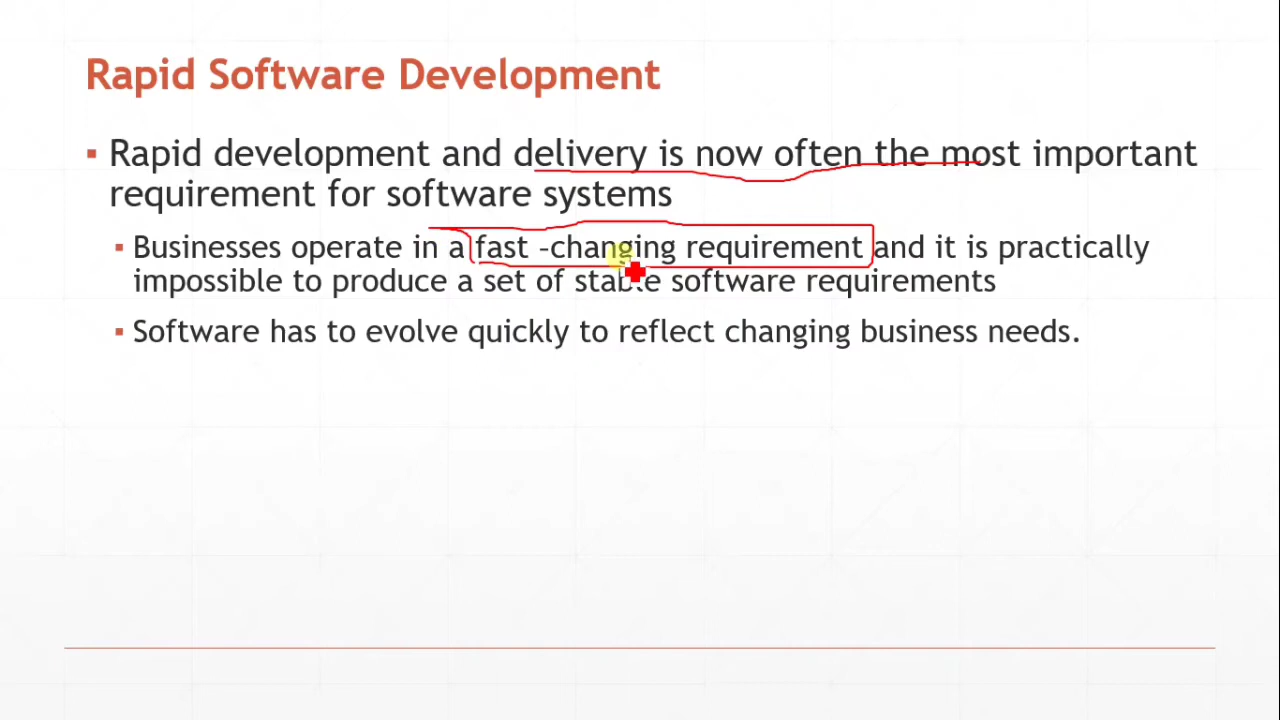 Rapid Software Development
▪ Rapid development and delivery is now often the most important
requirement for software systems
▪ Businesses operate in a fast -changing requirement and it is practically
impossible to produce a set of stable software requirements
▪ Software has to evolve quickly to reflect changing business needs.